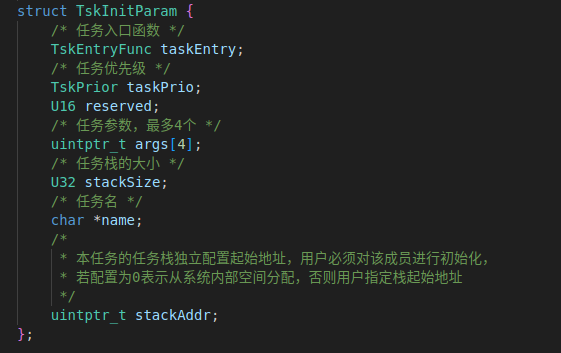 struct TskInitParam {
/* 任务入口函数 */
TskEntryFunc taskEntry;
/* 任务优先级 */
TskPrior taskPrio;
U16 reserved;
/* 任务参数，最多4个 */
uintptr_t args[4];
/* 任务栈的大小 */
U32 stackSize;
/* 任务名 */
char *name;
/*
* 本任务的任务栈独立配置起始地址，用户必须对该成员进行初始化，
* 若配置为0表示从系统内部空间分配，否则用户指定栈起始地址
*/
uintptr_t stackAddr;
};